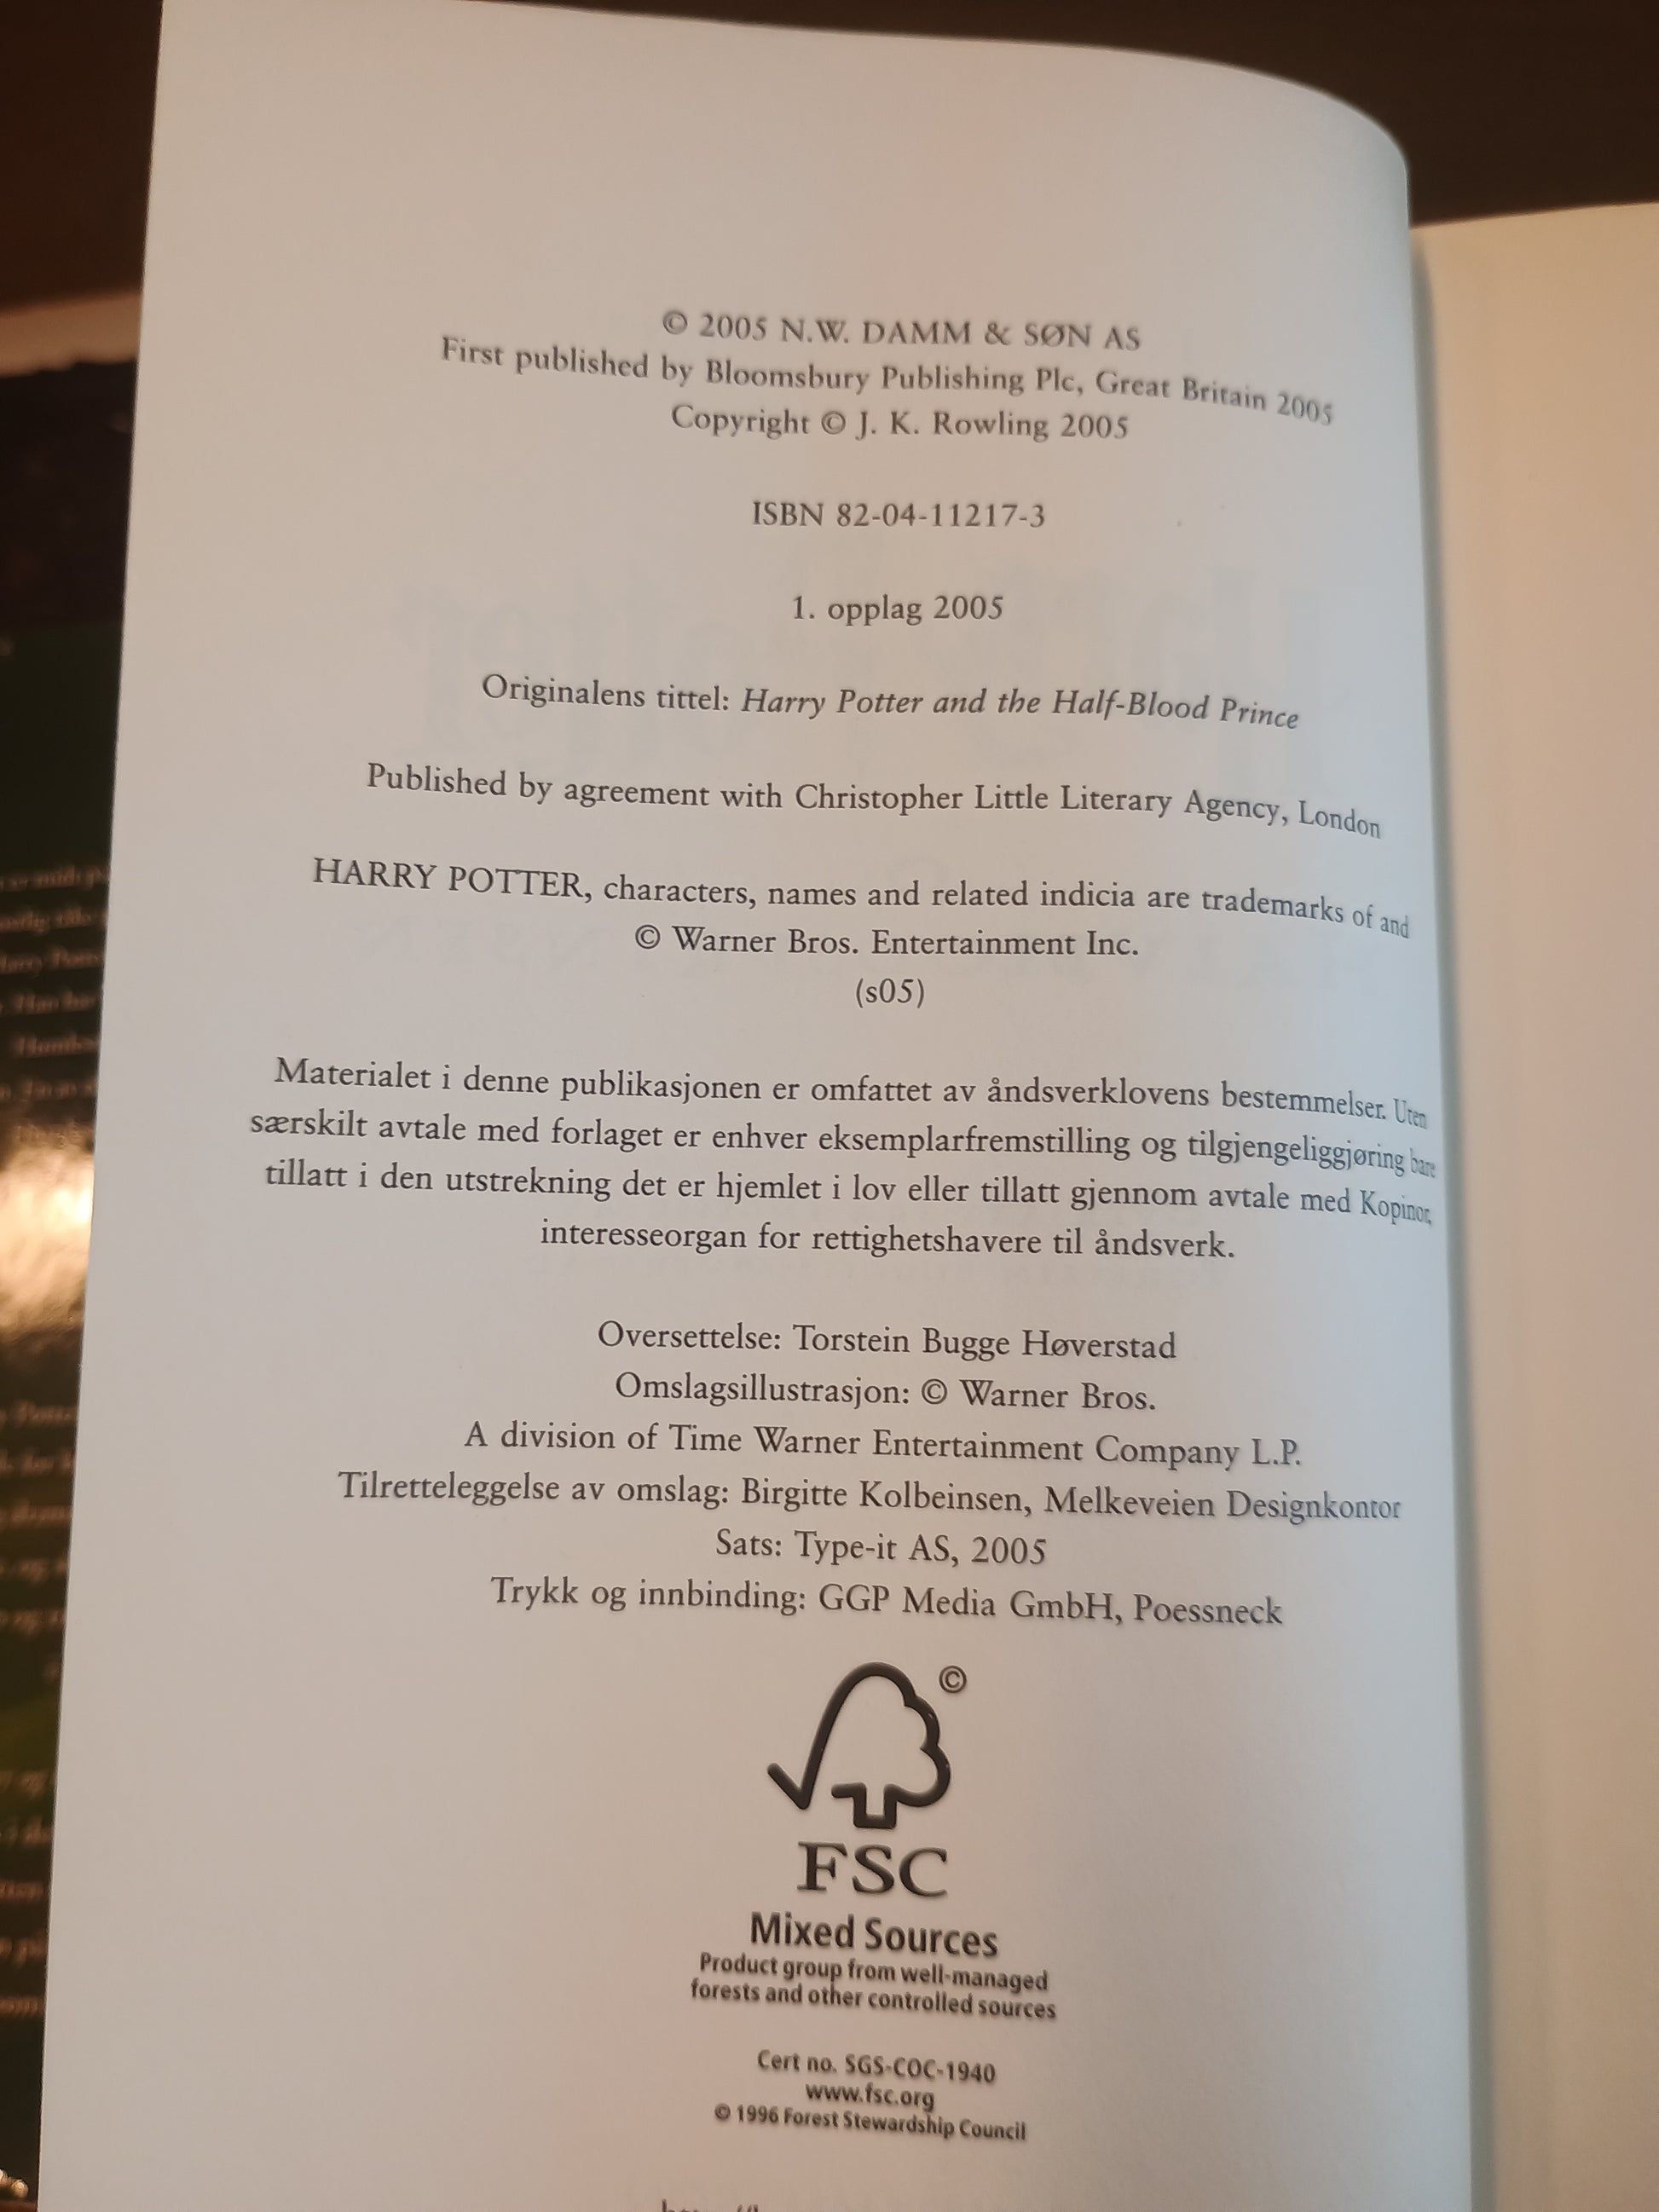 © 2005 N.W. DAMM & SØN AS
First published by Bloomsbury Publishing Plc, Great Britain 2005
Copyright © J. K. Rowling 2005
ISBN 82-04-11217-3
1. opplag 2005
Originalens tittel: Harry Potter and the Half-Blood Prince
Published by agreement with Christopher Little Literary Agency, London
HARRY POTTER, characters, names and related indicia are trademarks of and
© Warner Bros. Entertainment Inc.
(s05)
Materialet i denne publikasjonen er omfattet av åndsverklovens bestemmelser. Uten
særskilt avtale med forlaget er enhver eksemplarfremstilling og tilgjengeliggjøring bare
tillatt i den utstrekning det er hjemlet i lov eller tillatt gjennom avtale med Kopinor,
interesseorgan for rettighetshavere til åndsverk.
Oversettelse: Torstein Bugge Høverstad
Omslagsillustrasjon: © Warner Bros.
A division of Time Warner Entertainment Company L.P.
Tilretteleggelse av omslag: Birgitte Kolbeinsen, Melkeveien Designkontor
Sats: Type-it AS, 2005
Trykk og innbinding: GGP Media GmbH, Poessneck
©
FSC
Mixed Sources
Product group from well-managed
forests and other controlled sources
Cert no. SGS-COC-1940
www.fsc.org
© 1996 Forest Stewardship Council